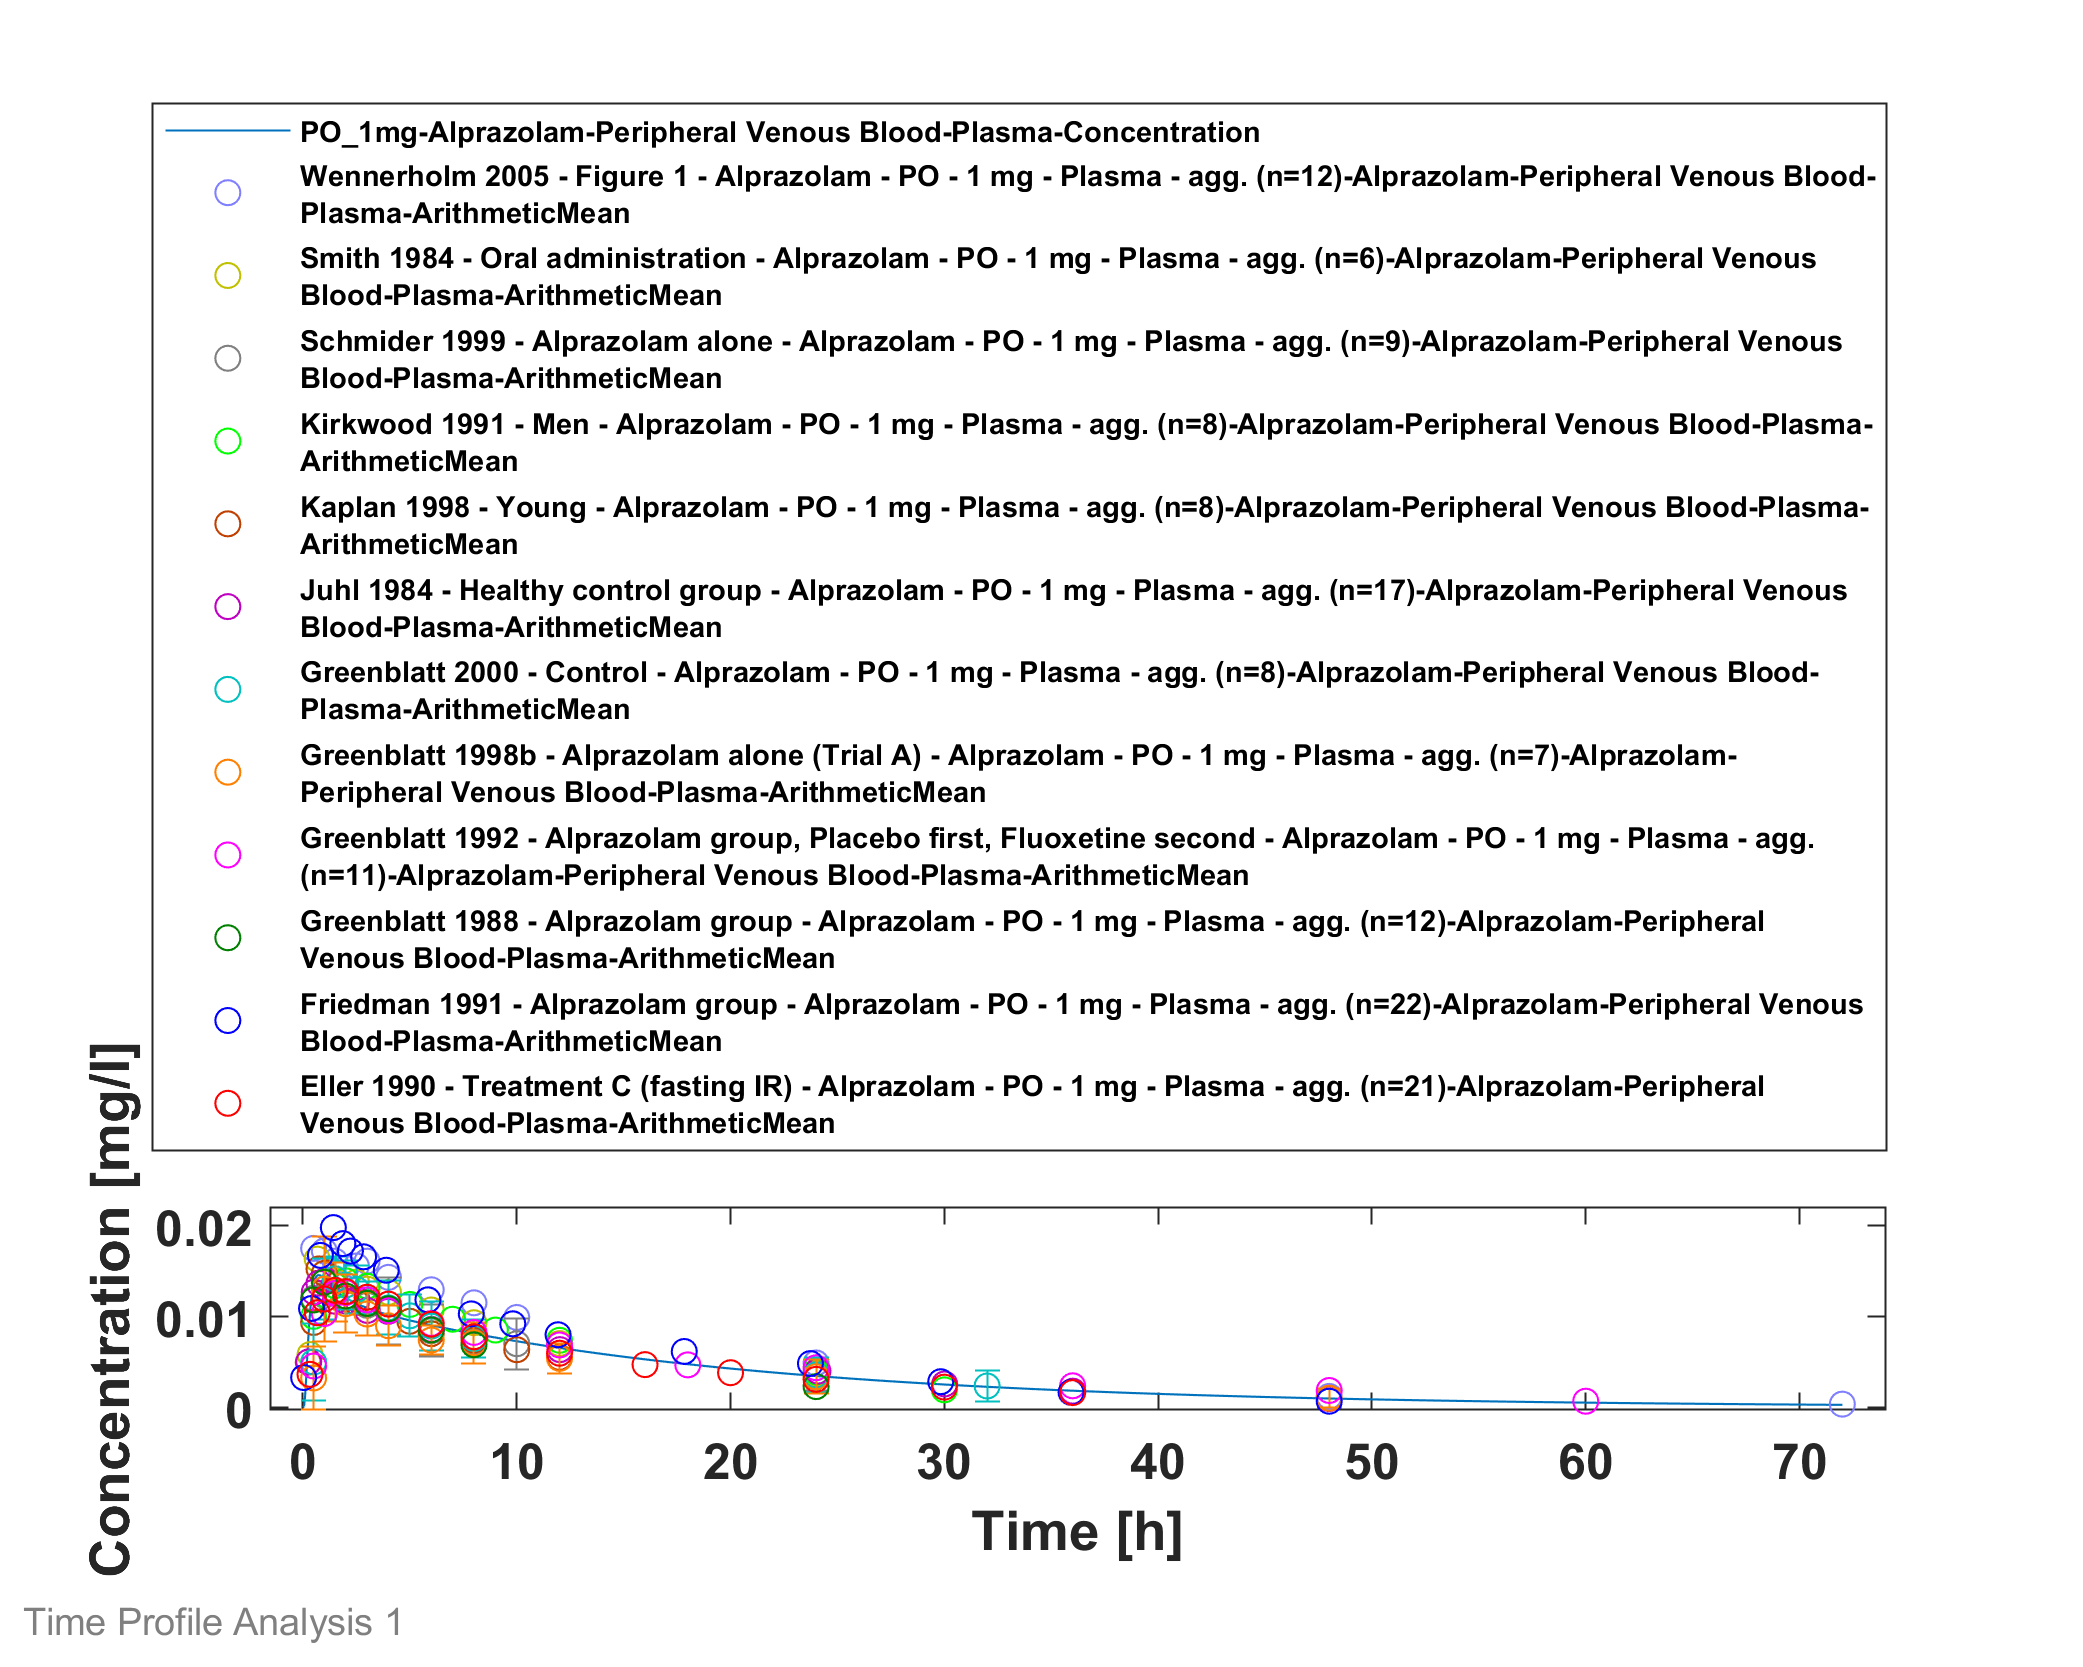 PO_1mg-Alprazolam-Peripheral Venous Blood-Plasma-Concentration
Wennerholm 2005 - Figure 1 - Alprazolam - PO - 1 mg - Plasma - agg. (n=12)-Alprazolam-Peripheral Venous Blood-
Plasma-ArithmeticMean
Smith 1984 - Oral administration - Alprazolam - PO - 1 mg - Plasma - agg. (n=6)-Alprazolam-Peripheral Venous
Blood-Plasma-ArithmeticMean
Schmider 1999 - Alprazolam alone - Alprazolam - PO - 1 mg - Plasma - agg. (n=9)-Alprazolam-Peripheral Venous
Blood-Plasma-ArithmeticMean
Kirkwood 1991 - Men - Alprazolam - PO - 1 mg - Plasma - agg. (n=8)-Alprazolam-Peripheral Venous Blood-Plasma-
ArithmeticMean
Kaplan 1998 - Young - Alprazolam - PO - 1 mg - Plasma - agg. (n=8)-Alprazolam-Peripheral Venous Blood-Plasma-
ArithmeticMean
Juhl 1984 - Healthy control group - Alprazolam - PO - 1 mg - Plasma - agg. (n=17)-Alprazolam-Peripheral Venous
Blood-Plasma-ArithmeticMean
Greenblatt 2000 - Control - Alprazolam - PO - 1 mg - Plasma - agg. (n=8)-Alprazolam-Peripheral Venous Blood-
Plasma-ArithmeticMean
Greenblatt 1998b - Alprazolam alone (Trial A) - Alprazolam - PO - 1 mg - Plasma - agg. (n=7)-Alprazolam-
Peripheral Venous Blood-Plasma-ArithmeticMean
Greenblatt 1992 - Alprazolam group, Placebo first, Fluoxetine second - Alprazolam - PO - 1 mg - Plasma - agg.
(n=11)-Alprazolam-Peripheral Venous Blood-Plasma-ArithmeticMean
Greenblatt 1988 - Alprazolam group - Alprazolam - PO - 1 mg - Plasma - agg. (n=12)-Alprazolam-Peripheral
Venous Blood-Plasma-ArithmeticMean
Friedman 1991 - Alprazolam group - Alprazolam - PO - 1 mg - Plasma - agg. (n=22)-Alprazolam-Peripheral Venous
Blood-Plasma-ArithmeticMean
Eller 1990 - Treatment C (fasting IR) - Alprazolam - PO - 1 mg - Plasma - agg. (n=21)-Alprazolam-Peripheral
Venous Blood-Plasma-ArithmeticMean
Concentration [mg/l]
0.02
0.01
0
0 10 20 30 40 50 60 70
Time [h]
Time Profile Analysis 1